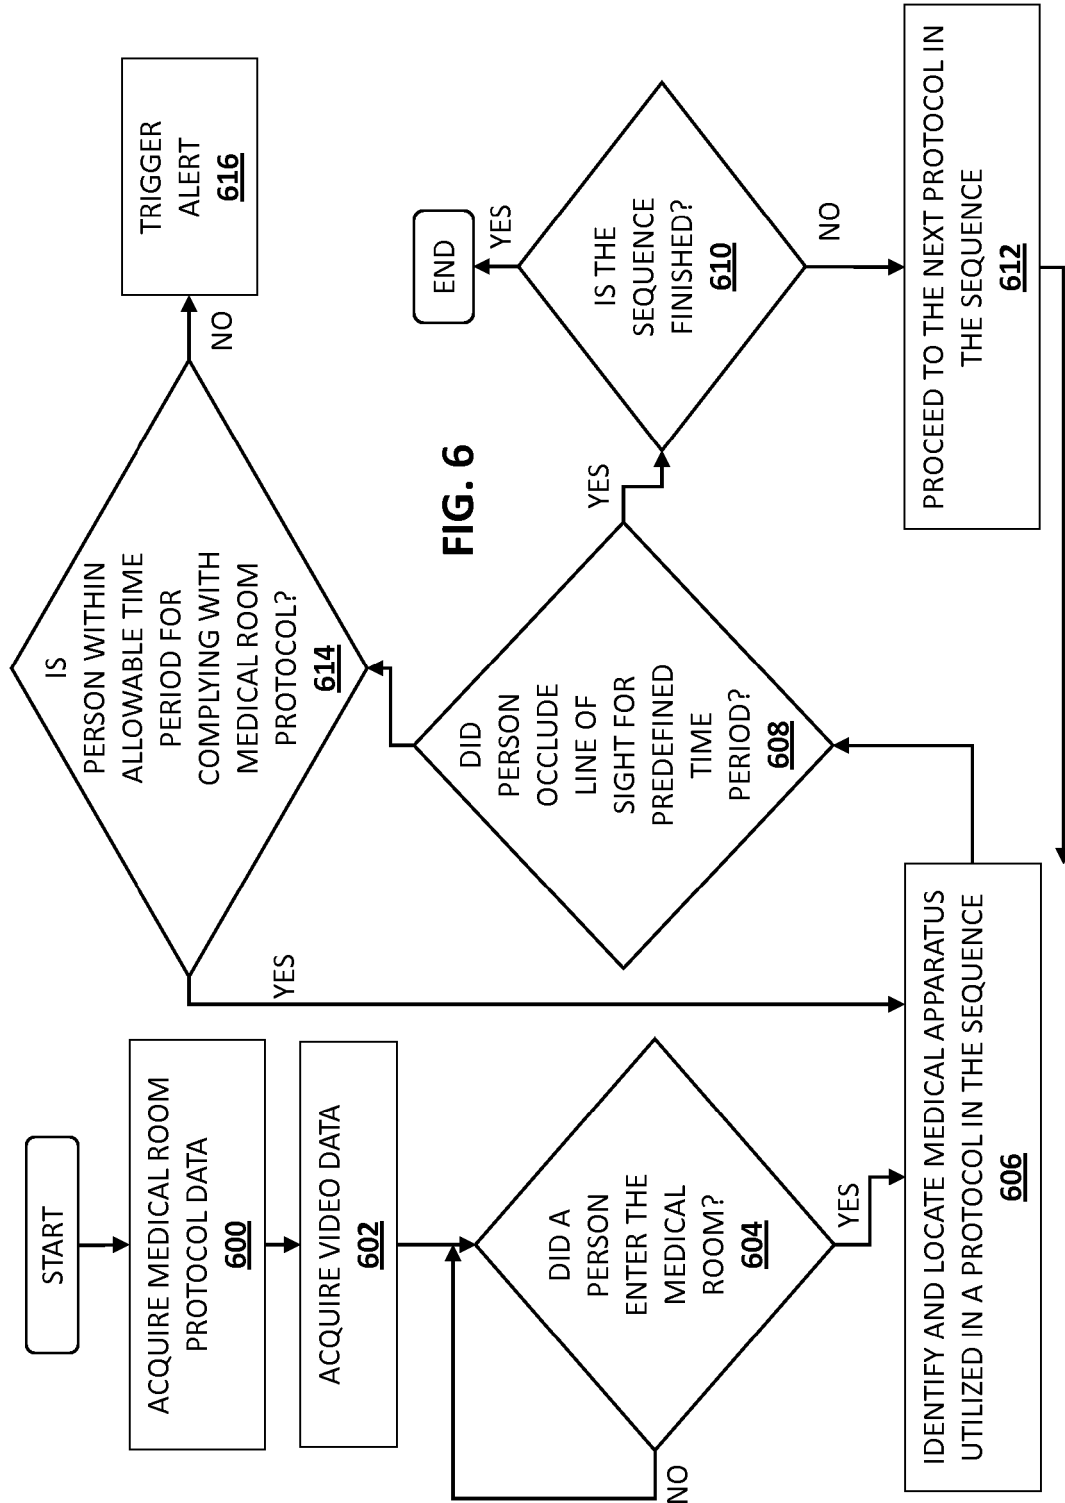 START
ACQUIRE MEDICAL ROOM
PROTOCOL DATA
600
ACQUIRE VIDEO DATA
602
DID A
PERSON
ENTER THE
MEDICAL
ROOM?
604
NO
YES
IDENTIFY AND LOCATE MEDICAL APPARATUS
UTILIZED IN A PROTOCOL IN THE SEQUENCE
606
DID
PERSON
OCCLUDE
LINE OF
SIGHT FOR
PREDEFINED
TIME
PERIOD?
608
YES
IS
PERSON WITHIN
ALLOWABLE TIME
PERIOD FOR
COMPLYING WITH
MEDICAL ROOM
PROTOCOL?
614
YES
NO
TRIGGER
ALERT
616
IS THE
SEQUENCE
FINISHED?
610
YES
END
NO
PROCEED TO THE NEXT PROTOCOL IN
THE SEQUENCE
612
FIG. 6